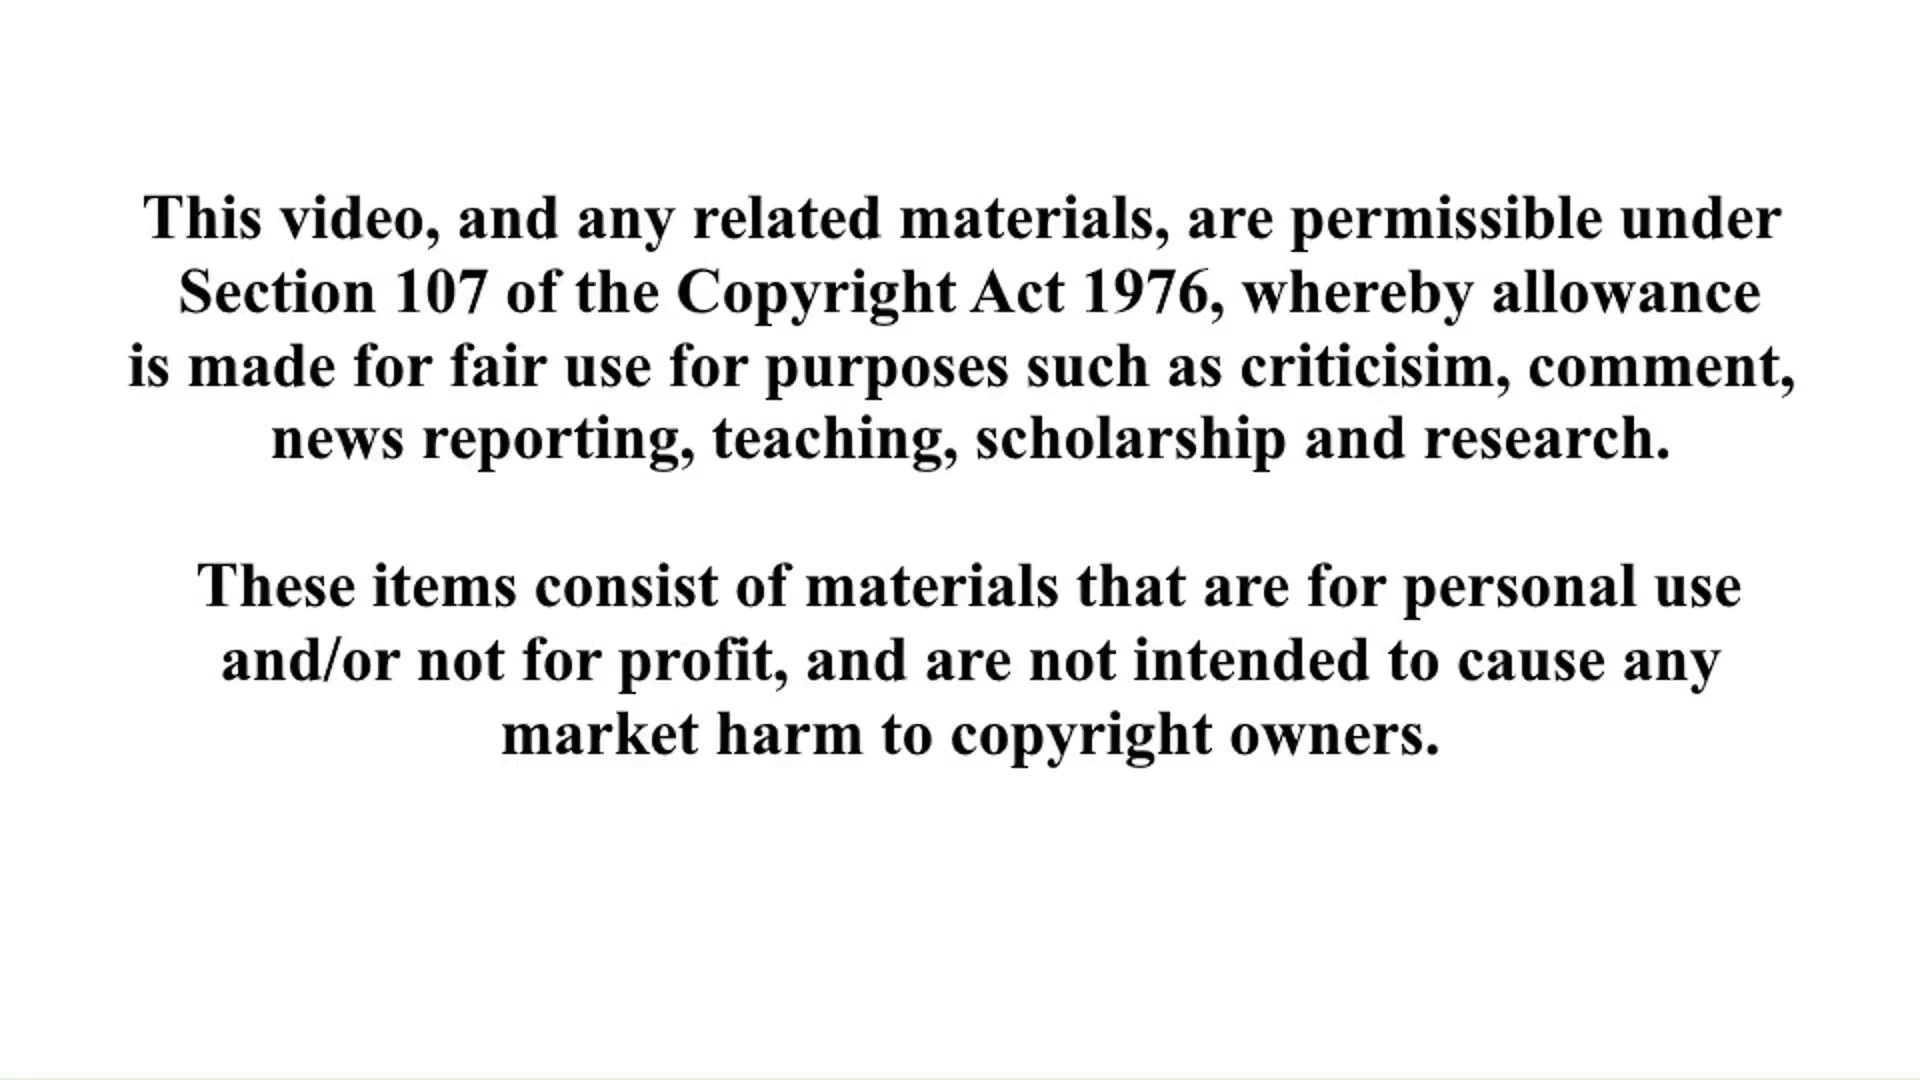 This video, and any related materials, are permissible under
Section 107 of the Copyright Act 1976, whereby allowance
is made for fair use for purposes such as criticisim, comment,
news reporting, teaching, scholarship and research.
These items consist of materials that are for personal use
and/or not for profit, and are not intended to cause any
market harm to copyright owners.